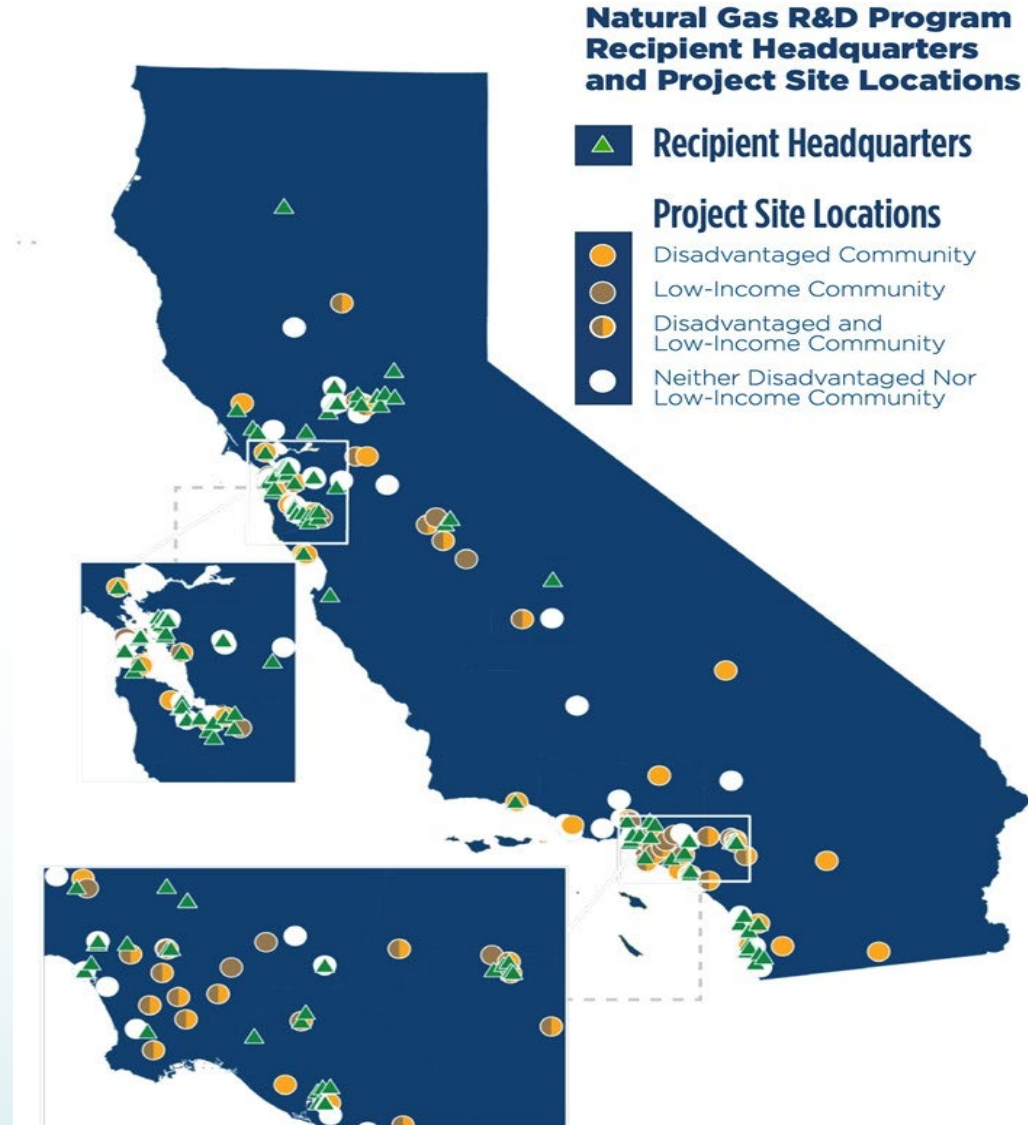 Natural Gas R&D Program
Recipient Headquarters
and Project Site Locations
Recipient Headquarters
Project Site Locations
Disadvantaged Community
Low-Income Community
Disadvantaged and
Low-Income Community
Neither Disadvantaged Nor
Low-Income Community